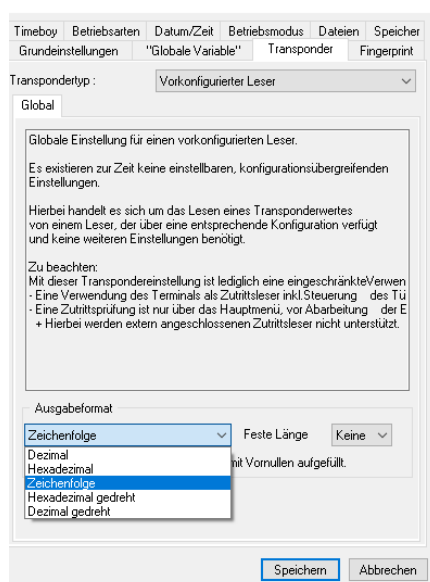 Timeboy Betriebsarten Datum/Zeit Betriebsmodus Dateien Speicher
Grundeinstellungen "Globale Variable" Transponder Fingerprint
Transpondertyp : Vorkonfigurierter Leser
Global
Globale Einstellung für einen vorkonfigurierten Leser.
Es existieren zur Zeit keine einstellbaren, konfigurationsübergreifenden
Einstellungen.
Hierbei handelt es sich um das Lesen eines Transponderwertes
von einem Leser, der über eine entsprechende Konfiguration verfügt
und keine weiteren Einstellungen benötigt.
Zu beachten:
Mit dieser Transpondereinstellung ist lediglich eine eingeschränkteVerwen
- Eine Verwendung des Terminals als Zutrittsleser inkl.Steuerung des Tü
- Eine Zutrittsprüfung ist nur über das Hauptmenü, vor Abarbeitung der E
+ Hierbei werden extern angeschlossenen Zutrittsleser nicht unterstützt.
Ausgabeformat
Zeichenfolge Feste Länge Keine
Dezimal
Hexadezimal mit Vornullen aufgefüllt.
Zeichenfolge
Hexadezimal gedreht
Dezimal gedreht
Speichern Abbrechen